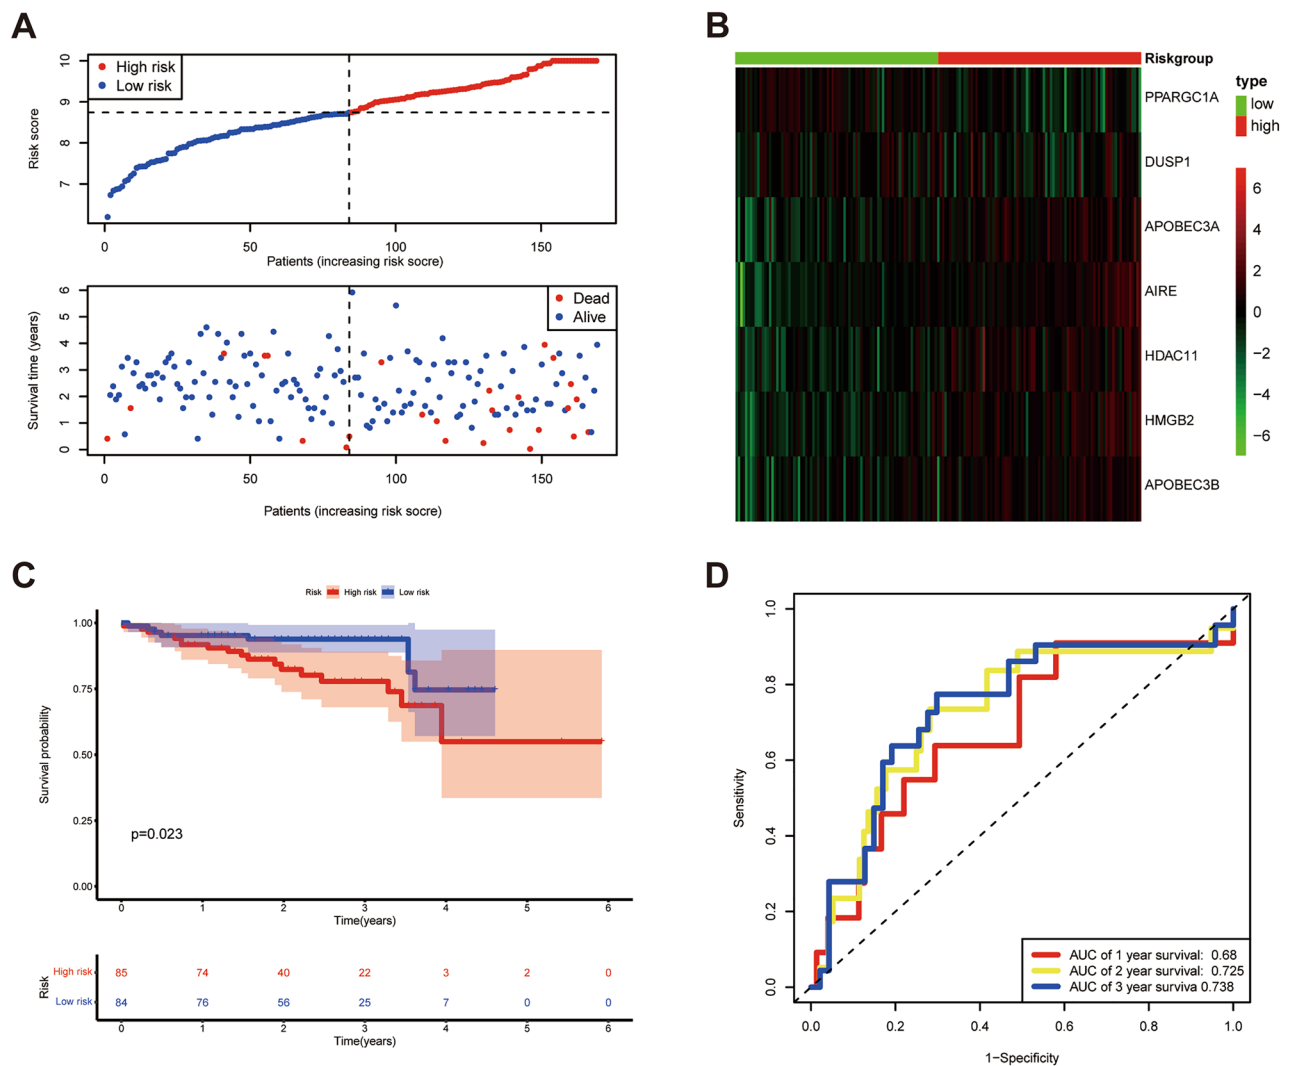 A
High risk
Low risk
Risk score
10
9
8
7
0 50 100 150
Patients (increasing risk socre)
Dead
Alive
Survival time (years)
6
5
4
3
2
1
0
0 50 100 150
Patients (increasing risk socre)
B
Riskgroup
PPARGC1A
DUSP1
APOBEC3A
AIRE
HDAC11
HMGB2
APOBEC3B
type
low
high
6
4
2
0
−2
−4
−6
C
Risk High risk Low risk
Survival probability
1.00
0.75
0.50
0.25
0.00
p=0.023
0 1 2 3 4 5 6
Time(years)
Risk
High risk 85 74 40 22 3 2 0
Low risk 84 76 56 25 7 0 0
0 1 2 3 4 5 6
Time(years)
D
Sensitivity
1.0
0.8
0.6
0.4
0.2
0.0
AUC of 1 year survival: 0.68
AUC of 2 year survival: 0.725
AUC of 3 year surviva 0.738
0.0 0.2 0.4 0.6 0.8 1.0
1−Specificity